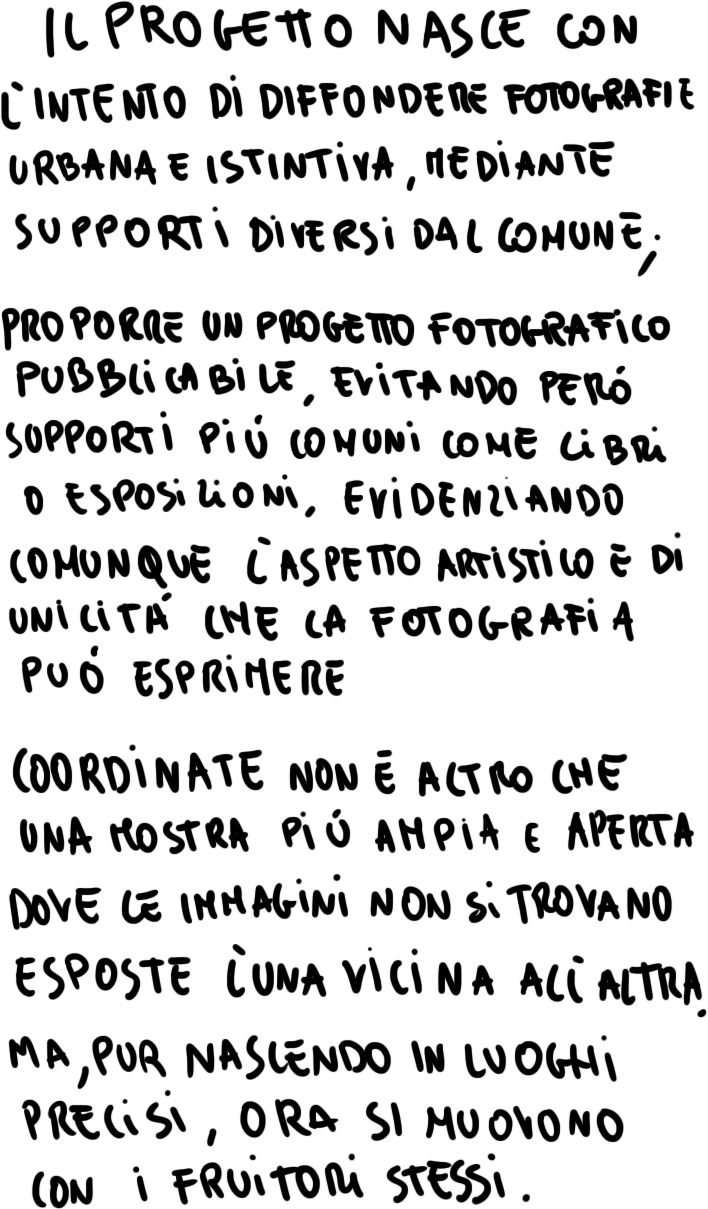 IL PROGETTO NASCE CON
L'INTENTO DI DIFFONDERE FOTOGRAFIE
URBANA E ISTINTIVA, MEDIANTE
SUPPORTI DIVERSI DAL COMUNE;
PROPORRE UN PROGETTO FOTOGRAFICO
PUBBLICABILE, EVITANDO PERÓ
SUPPORTI PIÚ COMUNI COME LIBRI
O ESPOSIZIONI, EVIDENZIANDO
COMUNQUE L'ASPETTO ARTISTICO E DI
UNICITÁ CHE LA FOTOGRAFIA
PUÓ ESPRIMERE
COORDINATE NON È ALTRO CHE
UNA MOSTRA PIÚ AMPIA E APERTA
DOVE LE IMMAGINI NON SI TROVANO
ESPOSTE L'UNA VICINA ALL'ALTRA.
MA, PUR NASCENDO IN LUOGHI
PRECISI, ORA SI MUOVONO
CON I FRUITORI STESSI.